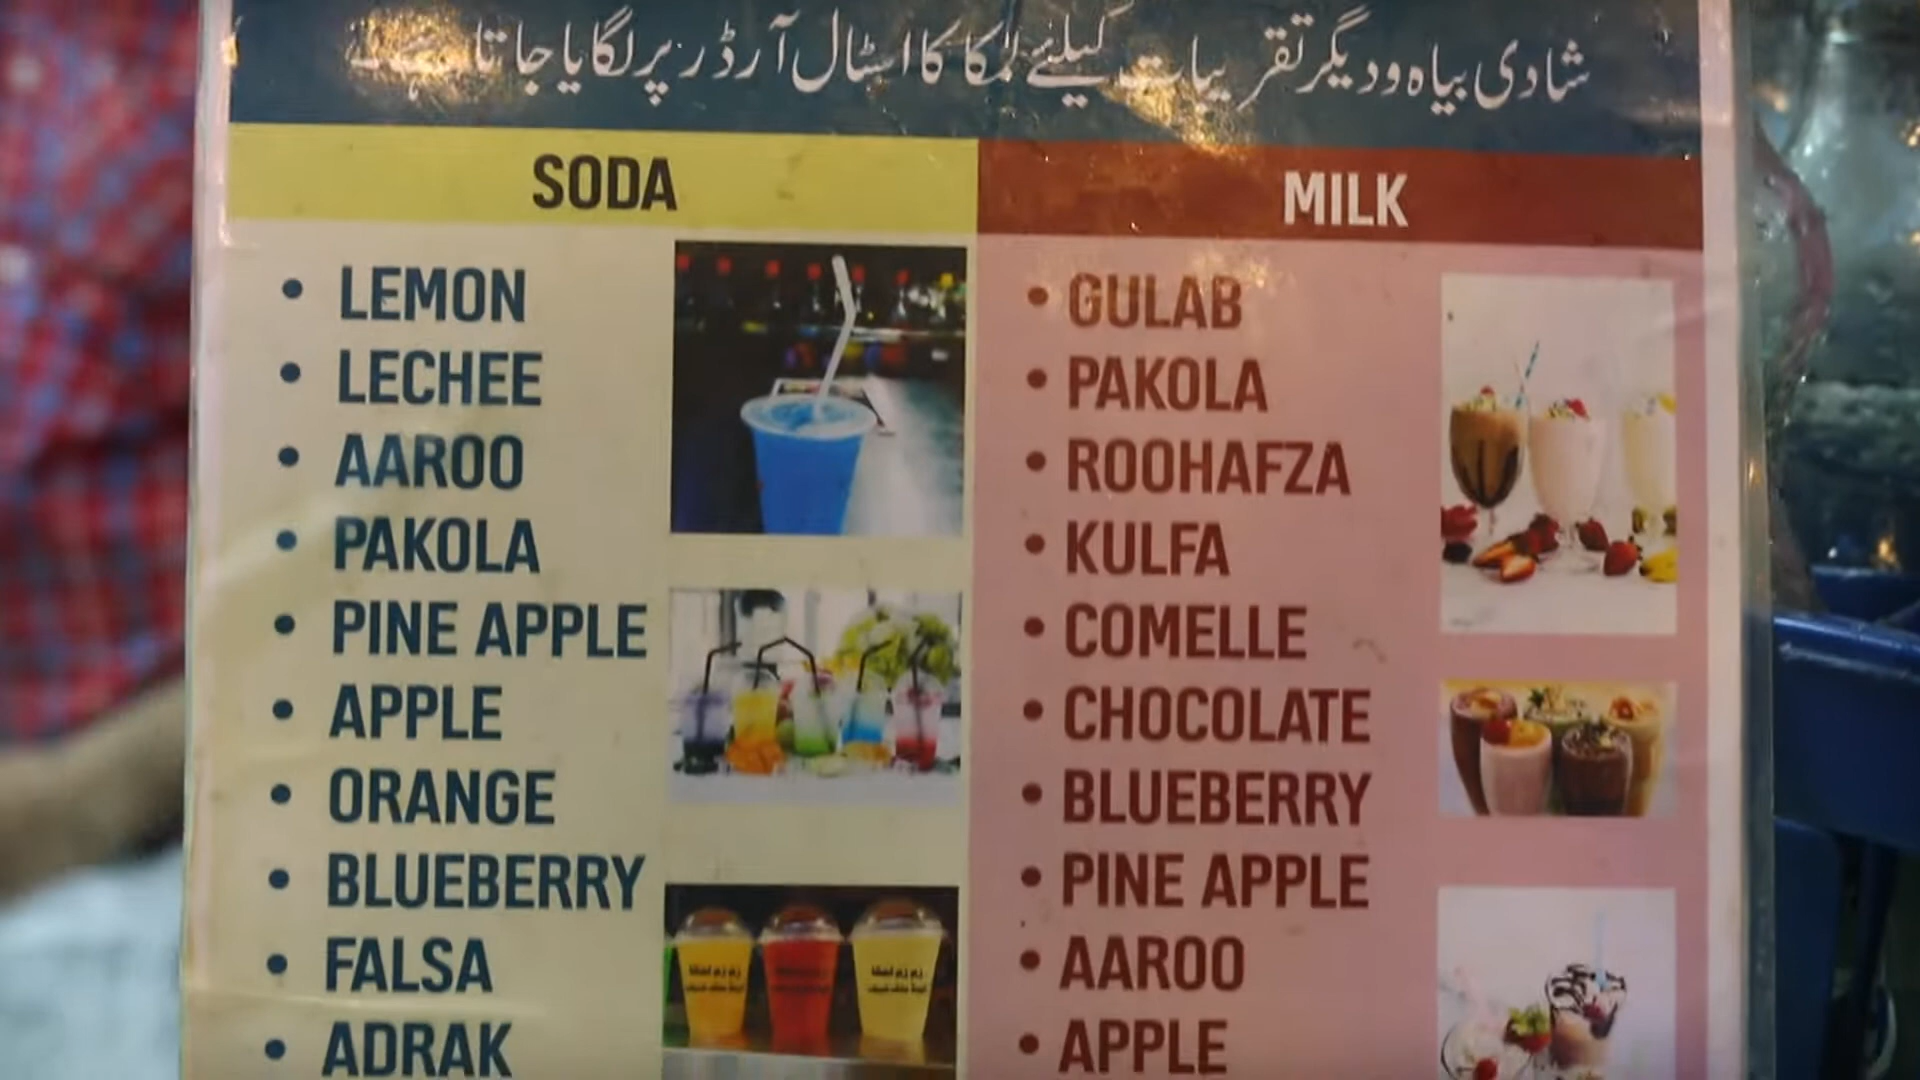 شادی بیاہ ودیگر تقریبات کیلئے لمکا کا اسٹال آرڈر پر لگایا جاتا ہے۔
SODA
• LEMON
• LECHEE
• AAROO
• PAKOLA
• PINE APPLE
• APPLE
• ORANGE
• BLUEBERRY
• FALSA
• ADRAK
MILK
• GULAB
• PAKOLA
• ROOHAFZA
• KULFA
• COMELLE
• CHOCOLATE
• BLUEBERRY
• PINE APPLE
• AAROO
• APPLE